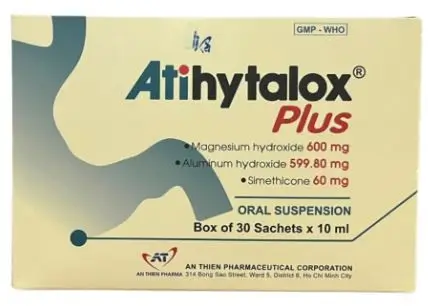 GMP - WHO
Atihytalox®
Plus
• Magnesium hydroxide 600 mg
• Aluminum hydroxide 599.80 mg
• Simethicone 60 mg
ORAL SUSPENSION
Box of 30 Sachets x 10 ml
AT
AN THIEN PHARMA
AN THIEN PHARMACEUTICAL CORPORATION
314 Bong Sao Street, Ward 5, District 8, Ho Chi Minh City